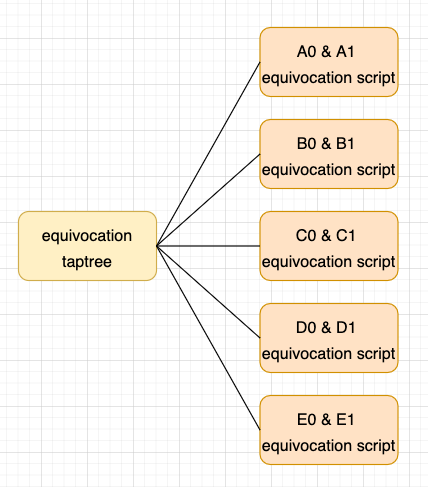 A0 & A1
equivocation script
B0 & B1
equivocation script
equivocation
taptree
C0 & C1
equivocation script
D0 & D1
equivocation script
E0 & E1
equivocation script